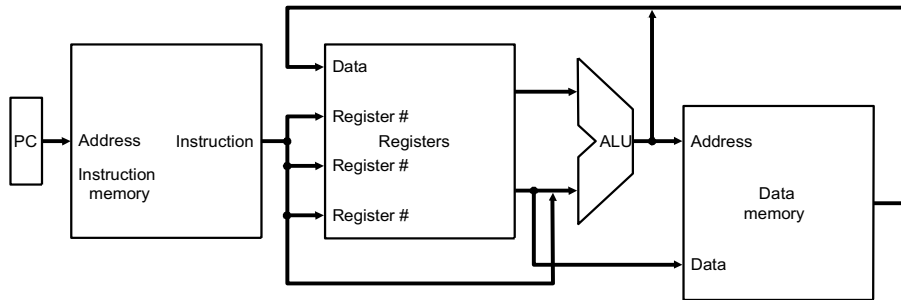 PC
Address
Instruction
Instruction
memory
Data
Register #
Registers
Register #
Register #
ALU
Address
Data
memory
Data